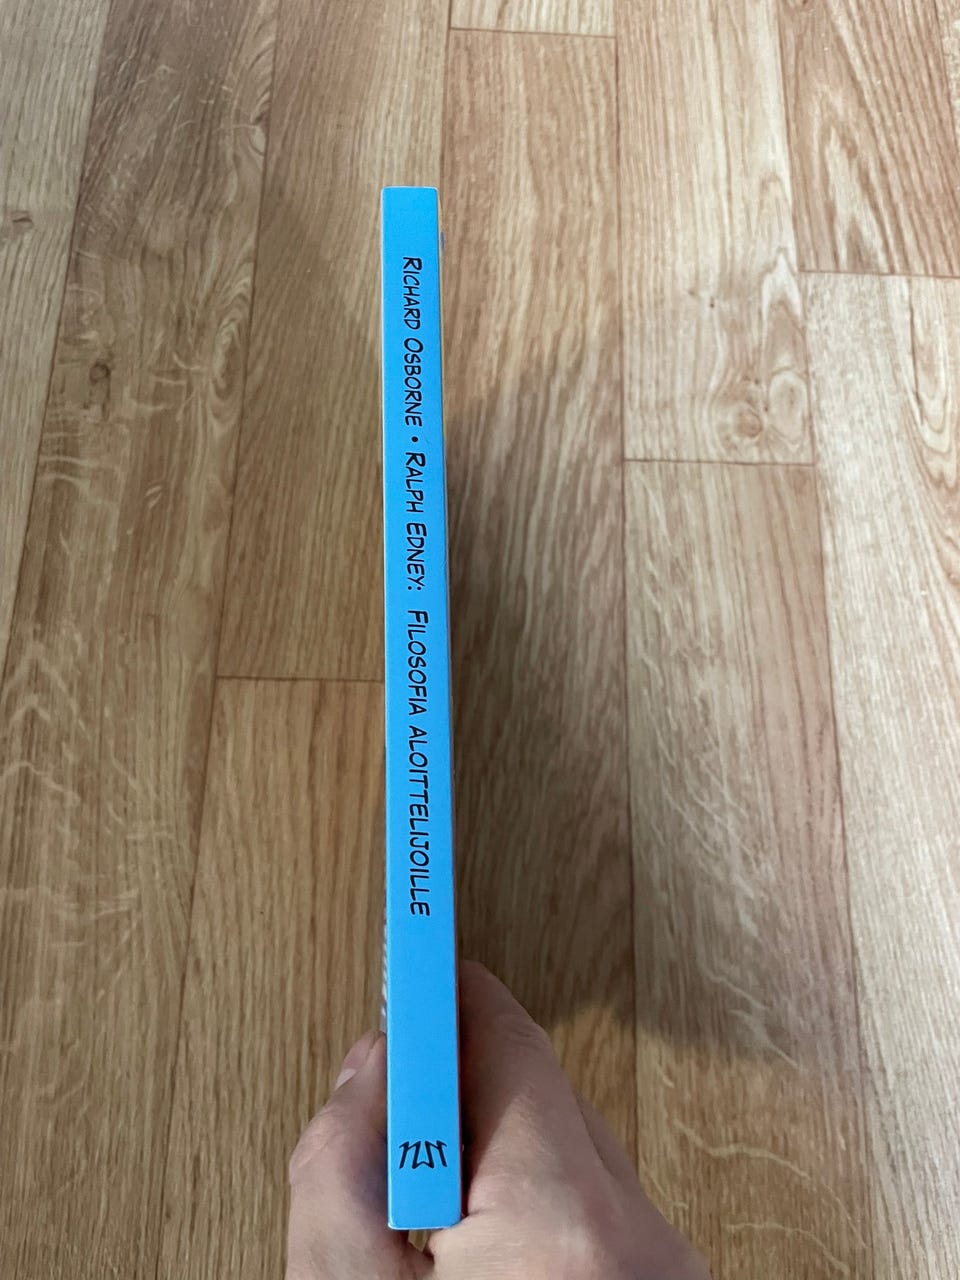 RICHARD OSBORNE • RALPH EDNEY: FILOSOFIA ALOITTELIJOILLE